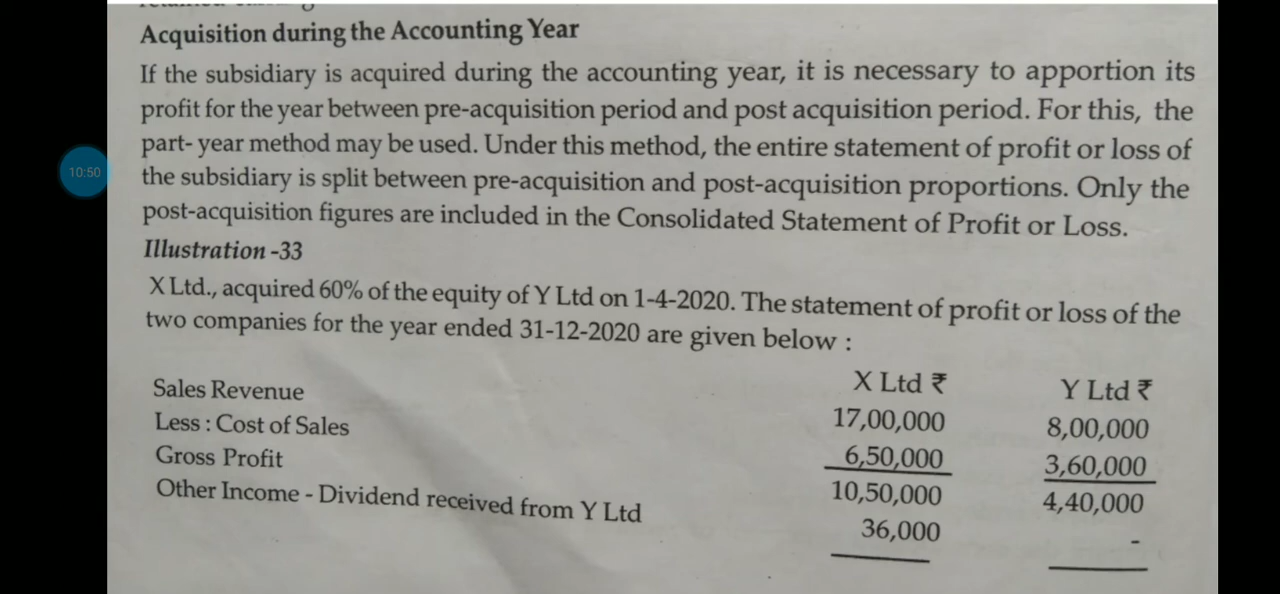 Acquisition during the Accounting Year
If the subsidiary is acquired during the accounting year, it is necessary to apportion its
profit for the year between pre-acquisition period and post acquisition period. For this, the
part- year method may be used. Under this method, the entire statement of profit or loss of
the subsidiary is split between pre-acquisition and post-acquisition proportions. Only the
post-acquisition figures are included in the Consolidated Statement of Profit or Loss.
10:50
Illustration -33
X Ltd., acquired 60% of the equity of Y Ltd on 1-4-2020. The statement of profit or loss of the
two companies for the year ended 31-12-2020 are given below :
X Ltd ₹ Y Ltd ₹
Sales Revenue 17,00,000 8,00,000
Less : Cost of Sales 6,50,000 3,60,000
Gross Profit 10,50,000 4,40,000
Other Income - Dividend received from Y Ltd 36,000 -